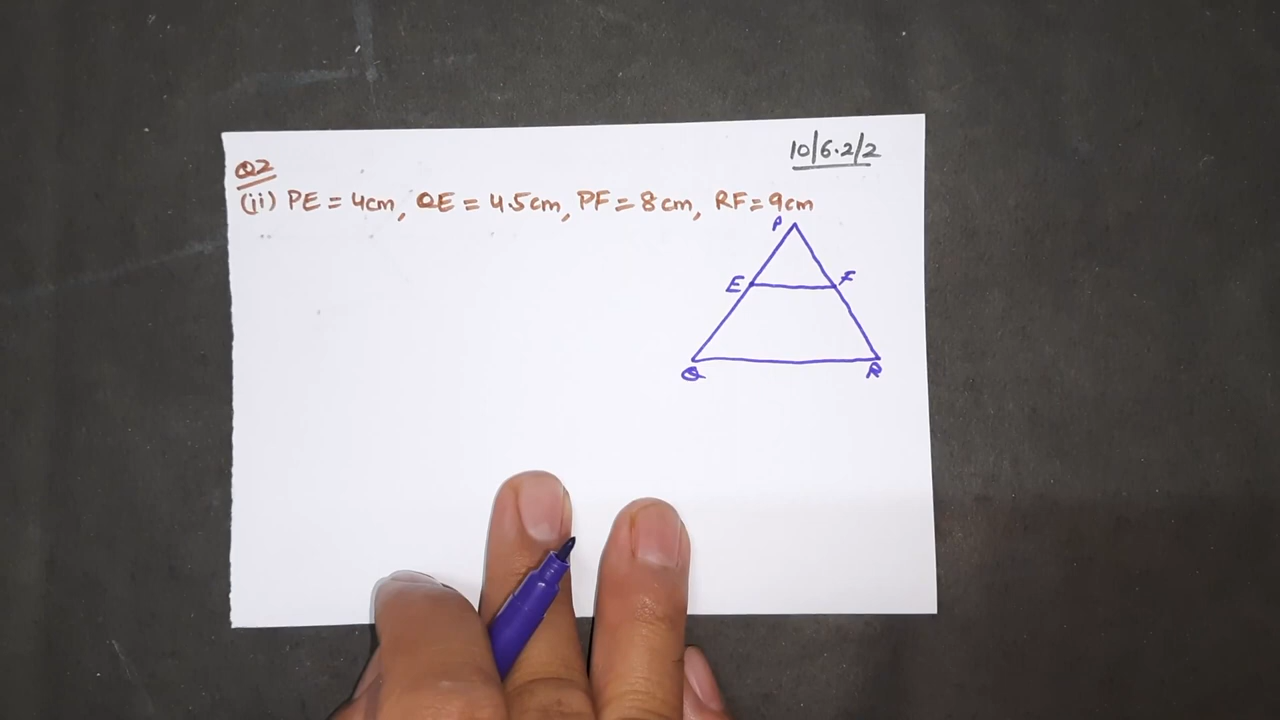 10/6.2/2
Q2
(ii) PE = 4cm, QE = 4.5cm, PF = 8cm, RF = 9cm
P
E F
Q R